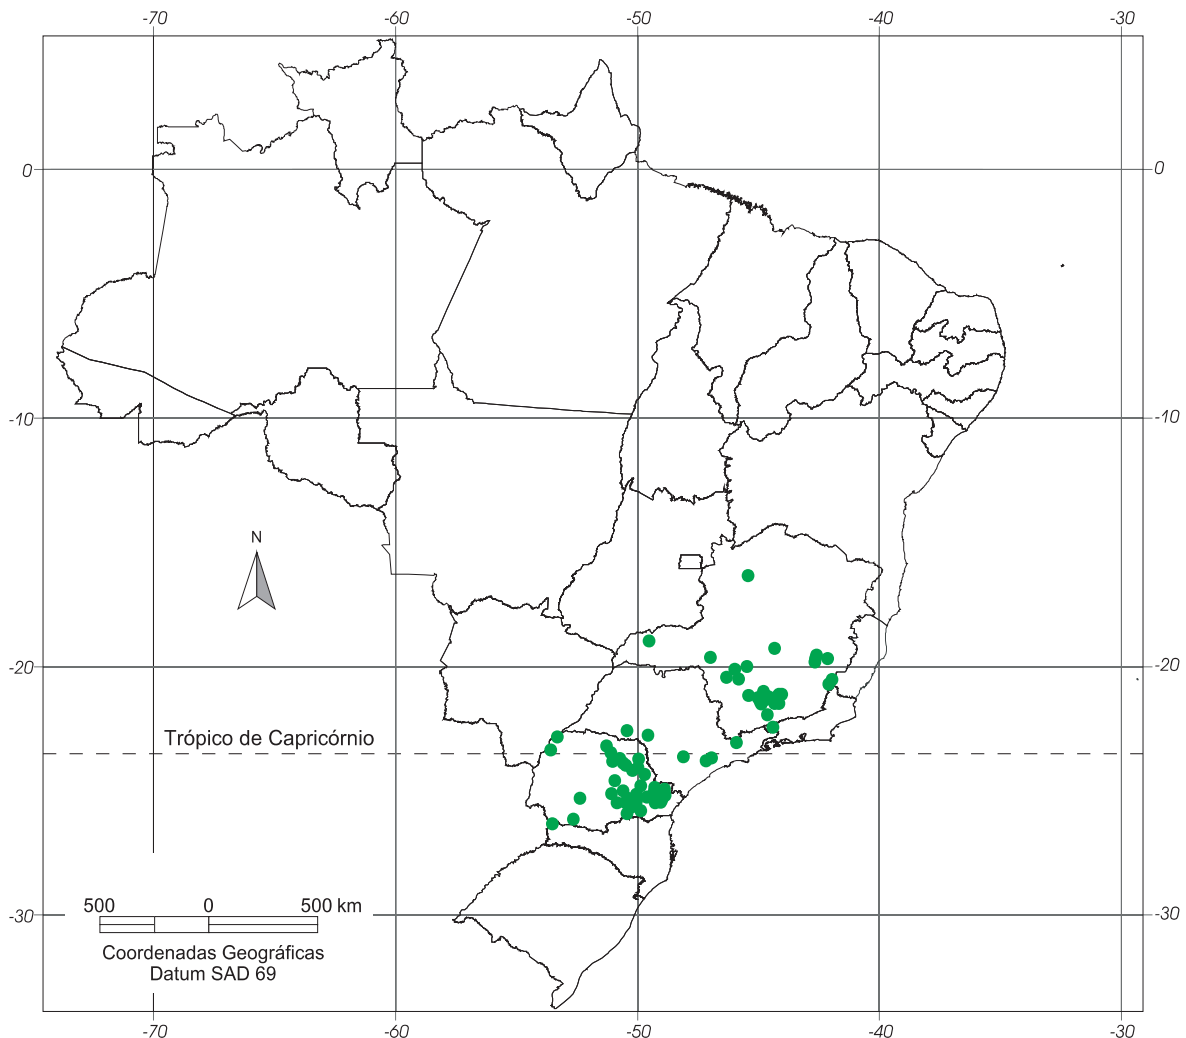 -70 -60 -50 -40 -30
0 0
-10 -10
N
-20 -20
Trópico de Capricórnio
500 0 500 km
-30 -30
Coordenadas Geográficas
Datum SAD 69
-70 -60 -50 -40 -30